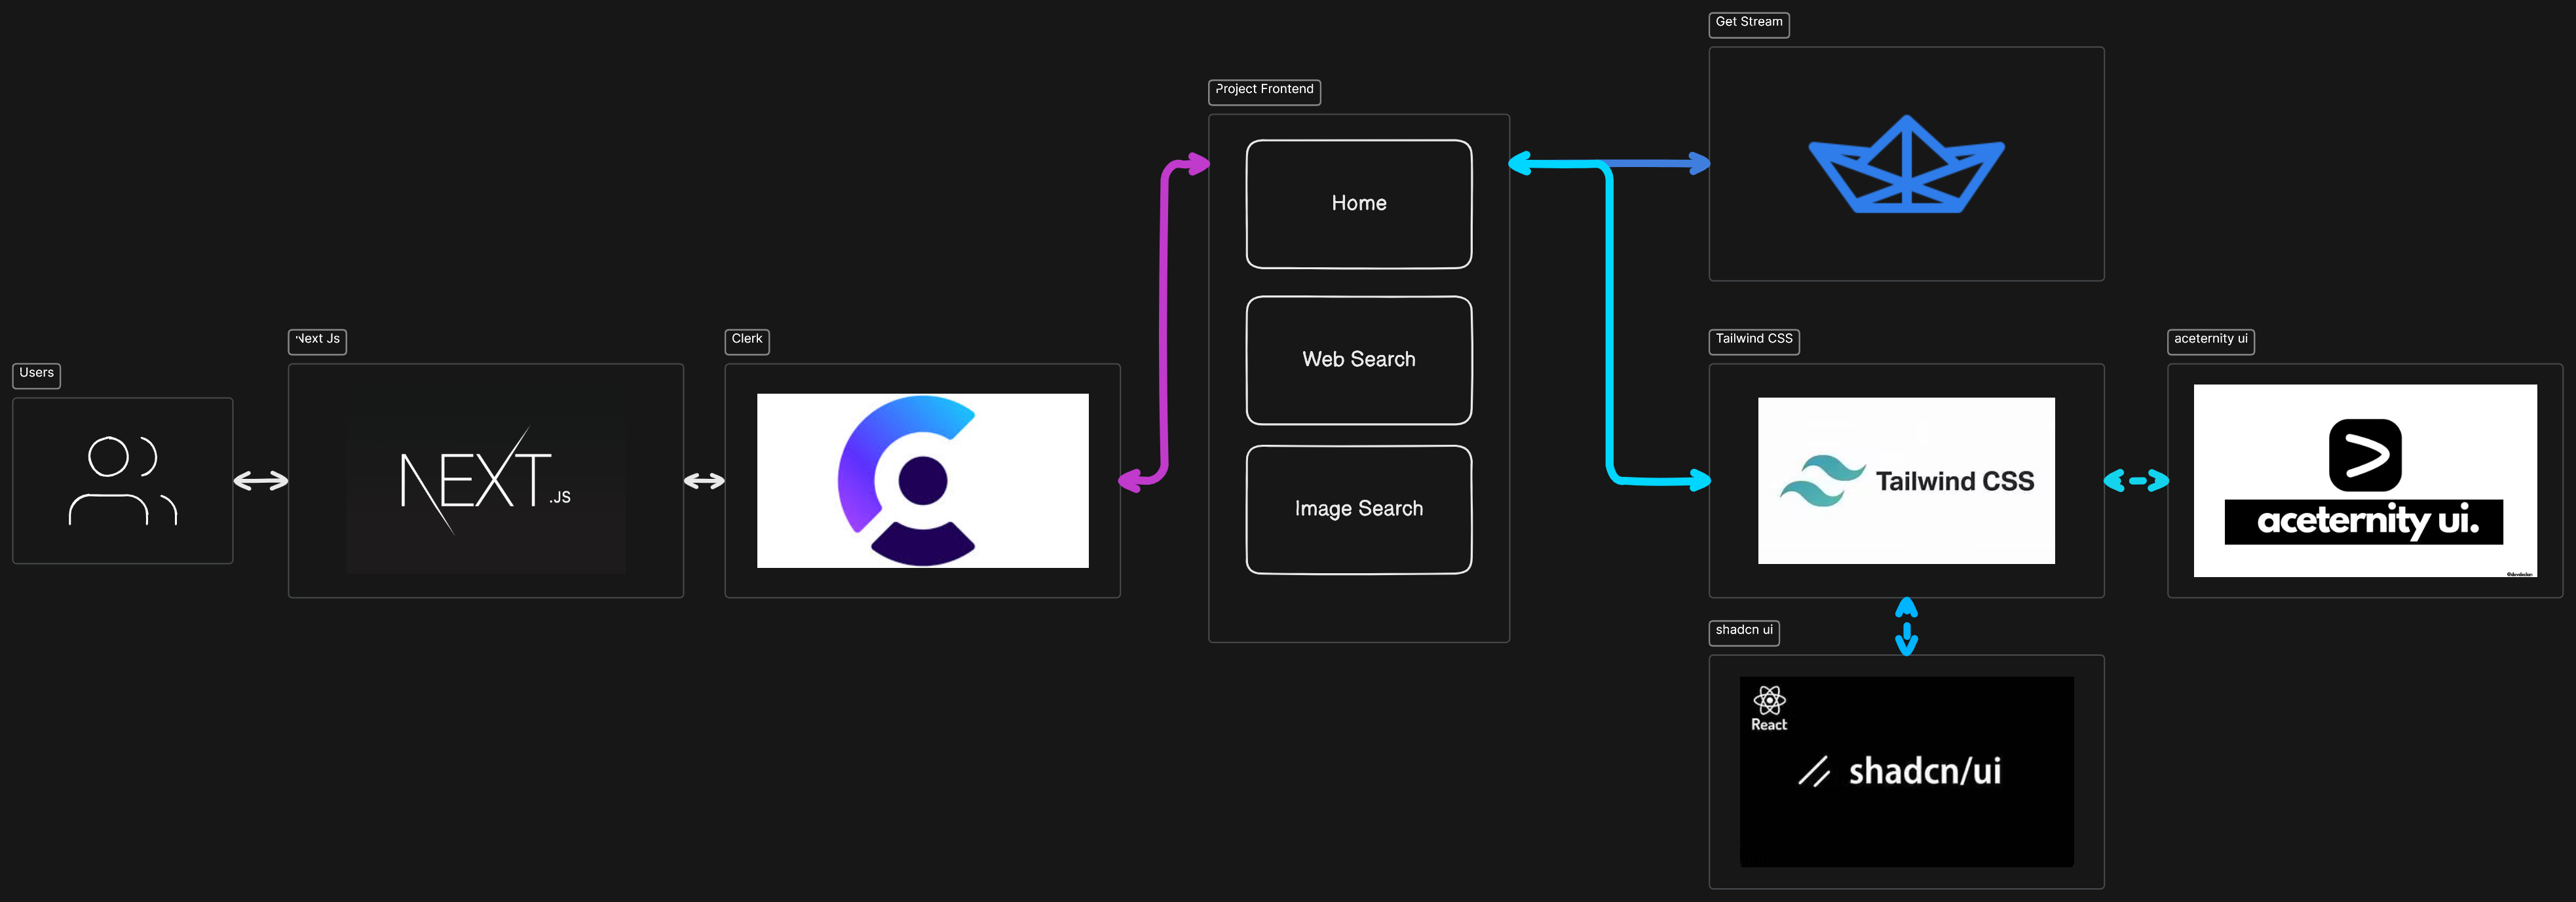 Users
Next Js
NEXT.JS
Clerk
Project Frontend
Home
Web Search
Image Search
Get Stream
Tailwind CSS
Tailwind CSS
aceternity ui
aceternity ui.
shadcn ui
React
shadcn/ui